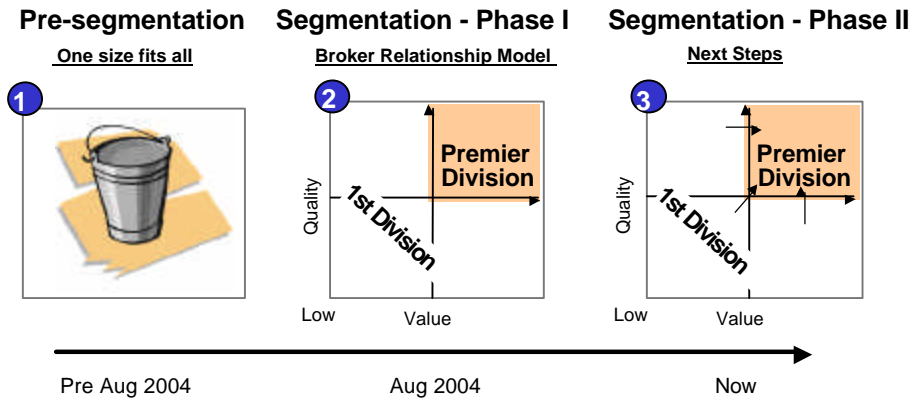 Pre-segmentation
One size fits all
1
Segmentation - Phase I
Broker Relationship Model
2
Quality
Premier
Division
1st Division
Low
Value
Segmentation - Phase II
Next Steps
3
Quality
Premier
Division
1st Division
Low
Value
Pre Aug 2004
Aug 2004
Now